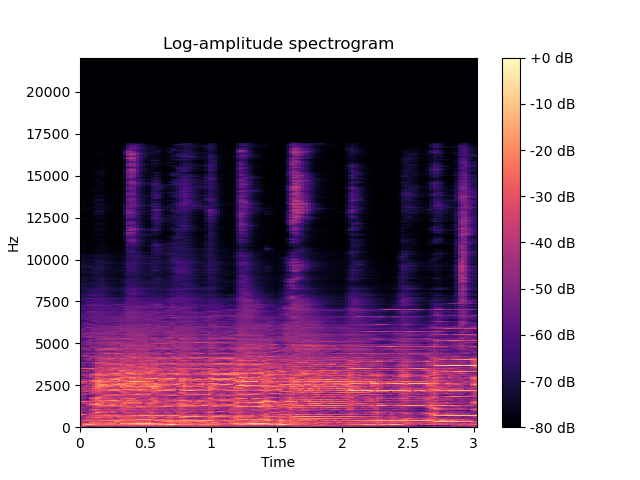 Log-amplitude spectrogram
Hz
20000
17500
15000
12500
10000
7500
5000
2500
0
0
0.5
1
1.5
2
2.5
3
Time
+0 dB
-10 dB
-20 dB
-30 dB
-40 dB
-50 dB
-60 dB
-70 dB
-80 dB